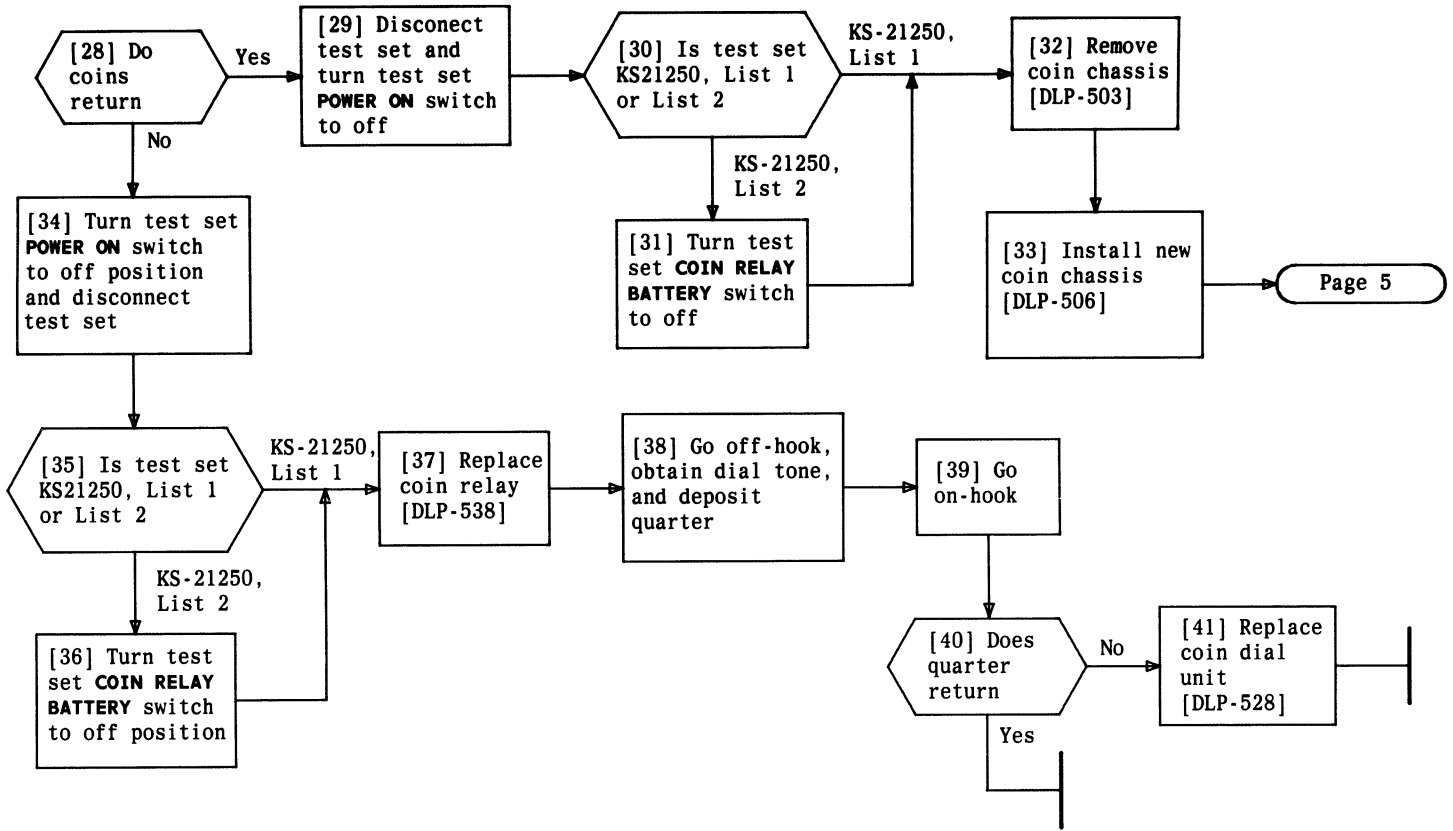 [28] Do
coins
return
Yes
No
[29] Disconect
test set and
turn test set
POWER ON switch
to off
[30] Is test set
KS21250, List 1
or List 2
KS-21250,
List 1
KS-21250,
List 2
[31] Turn test
set COIN RELAY
BATTERY switch
to off
[32] Remove
coin chassis
[DLP-503]
[33] Install new
coin chassis
[DLP-506]
Page 5
[34] Turn test set
POWER ON switch
to off position
and disconnect
test set
[35] Is test set
KS21250, List 1
or List 2
KS-21250,
List 1
KS-21250,
List 2
[36] Turn test
set COIN RELAY
BATTERY switch
to off position
[37] Replace
coin relay
[DLP-538]
[38] Go off-hook,
obtain dial tone,
and deposit
quarter
[39] Go
on-hook
[40] Does
quarter
return
No
Yes
[41] Replace
coin dial
unit
[DLP-528]